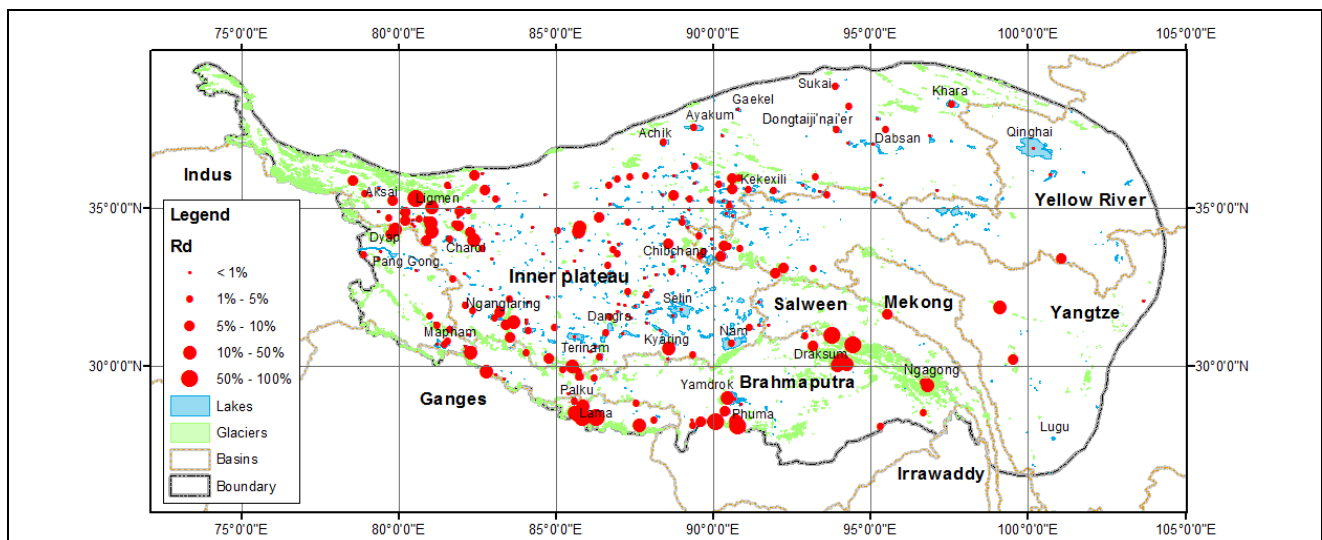 75°0'0"E 80°0'0"E 85°0'0"E 90°0'0"E 95°0'0"E 100°0'0"E 105°0'0"E
Sukai
Khara
Gaekel
Ayakum
Dongtaiji'nai'er
Achik
Dabsan
Qinghai
Indus
Aksai
Ligmen
Kekexili
35°0'0"N
Yellow River
35°0'0"N
Legend
Rd
< 1%
1% - 5%
5% - 10%
10% - 50%
50% - 100%
Lakes
Glaciers
Basins
Boundary
Dyap
Charol
Chibchang
Pang Gong
Inner plateau
Nganglaring
Selin
Salween
Mekong
Yangtze
Dangra
Mapham
Terinam
Kyaring
Nam
Draksum
30°0'0"N
30°0'0"N
Ganges
Palku
Yamdrok
Brahmaputra
Ngagong
Lama
Phuma
Lugu
Irrawaddy
75°0'0"E 80°0'0"E 85°0'0"E 90°0'0"E 95°0'0"E 100°0'0"E 105°0'0"E